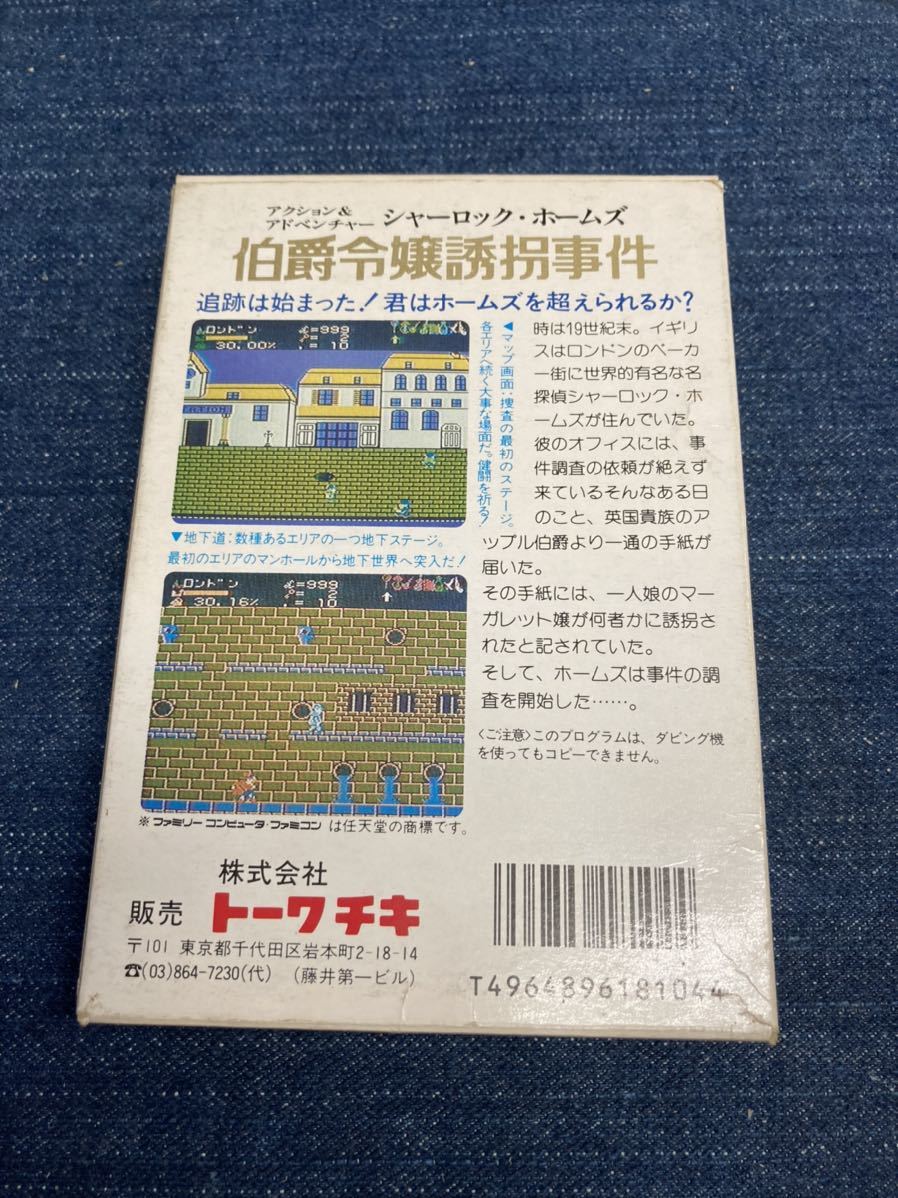 アクション&
アドベンチャー シャーロック・ホームズ
伯爵令嬢誘拐事件
追跡は始まった! 君はホームズを超えられるか?
ロンドン =999
= 2
30.00% = 10
◀マップ画面:捜査の最初のステージ。
各エリアへ続く大事な場面だ。健闘を祈る!
▼地下道:数種あるエリアの一つ地下ステージ。
最初のエリアのマンホールから地下世界へ突入だ!
ロンドン =999
= 2
30.16% = 10
※ファミリーコンピュータ・ファミコン は任天堂の商標です。
時は19世紀末。イギリ
スはロンドンのベーカ
ー街に世界的有名な名
探偵シャーロック・ホ
ームズが住んでいた。
彼のオフィスには、事
件調査の依頼が絶えず
来ているそんなある日
のこと、英国貴族のア
ップル伯爵より一通の手紙が
届いた。
その手紙には、一人娘のマー
ガレット嬢が何者かに誘拐さ
れたと記されていた。
そして、ホームズは事件の調
査を開始した……。
〈ご注意〉このプログラムは、ダビング機
を使ってもコピーできません。
株式会社
販売 トーワチキ
〒101 東京都千代田区岩本町2-18-14
☎(03)864-7230(代) (藤井第一ビル)
T4964896181044